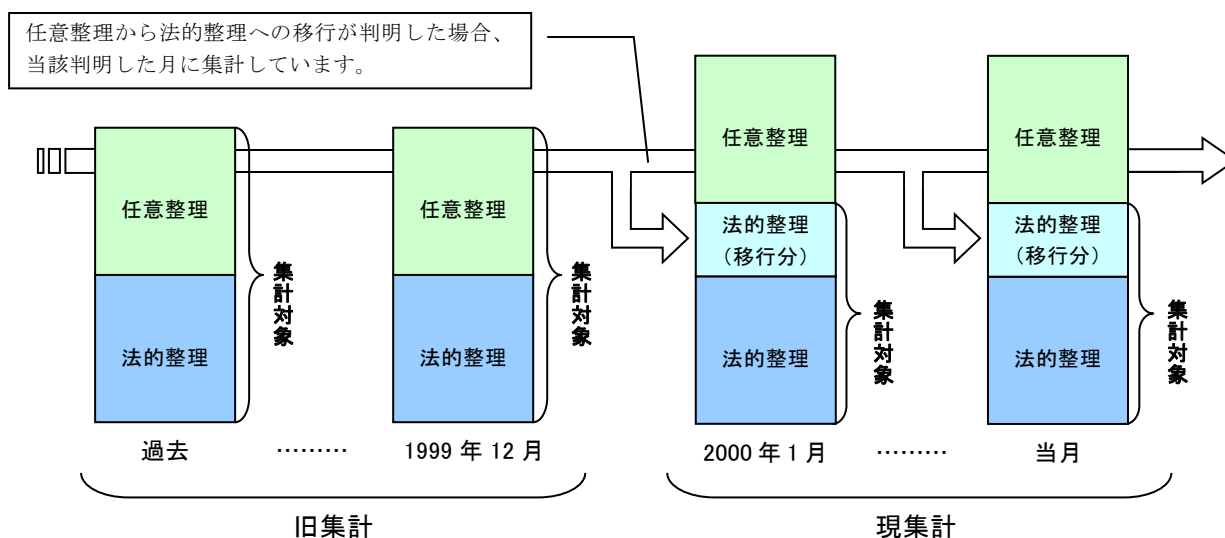 任意整理から法的整理への移行が判明した場合、
当該判明した月に集計しています。
任意整理
法的整理
集計対象
任意整理
法的整理
集計対象
任意整理
法的整理
(移行分)
法的整理
集計対象
任意整理
法的整理
(移行分)
法的整理
集計対象
過去 ……… 1999 年 12 月 2000 年 1 月 ……… 当月
旧集計 現集計